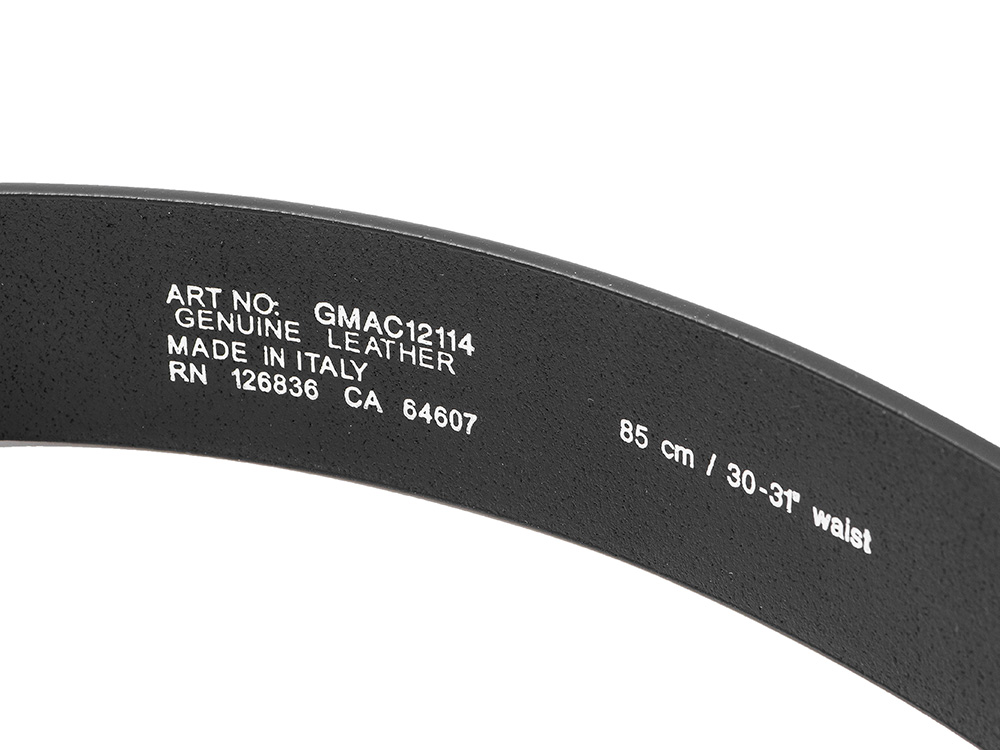 ART NO: GMAC12114
GENUINE LEATHER
MADE IN ITALY
RN 126836 CA 64607
85 cm / 30-31" waist